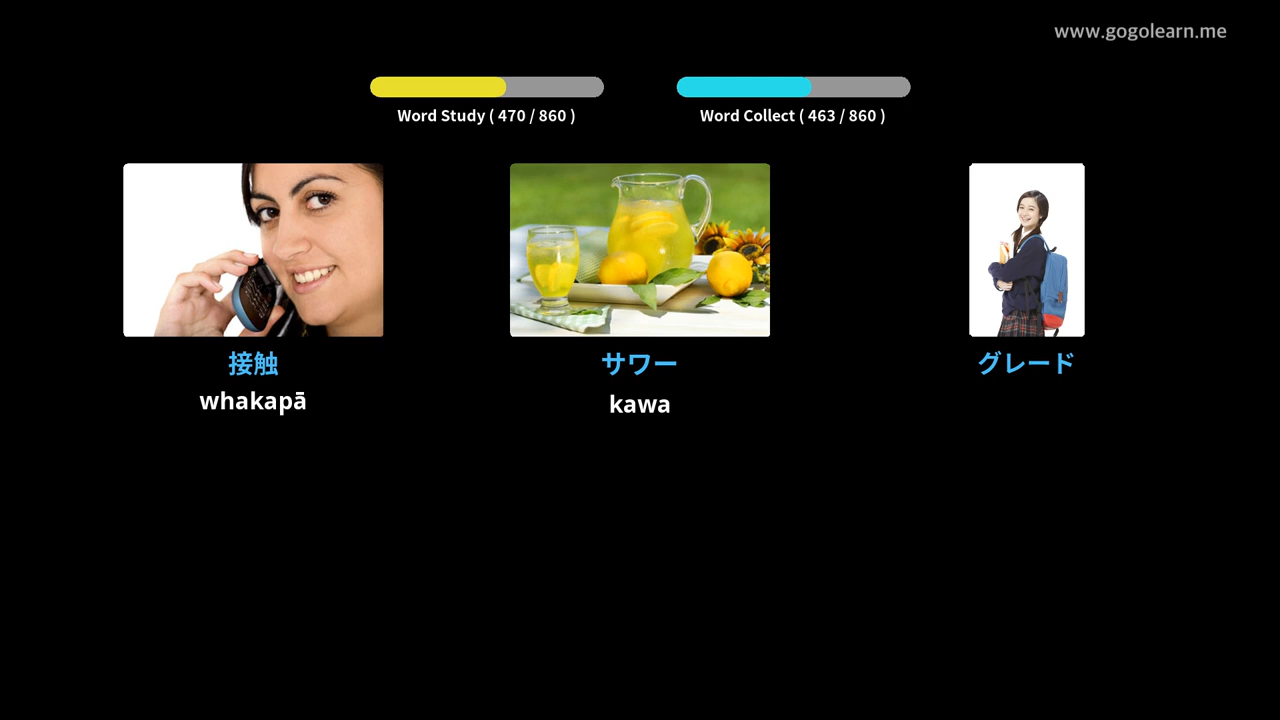 www.gogolearn.me
Word Study ( 470 / 860 )
Word Collect ( 463 / 860 )
接触
サワー
グレード
whakapā
kawa